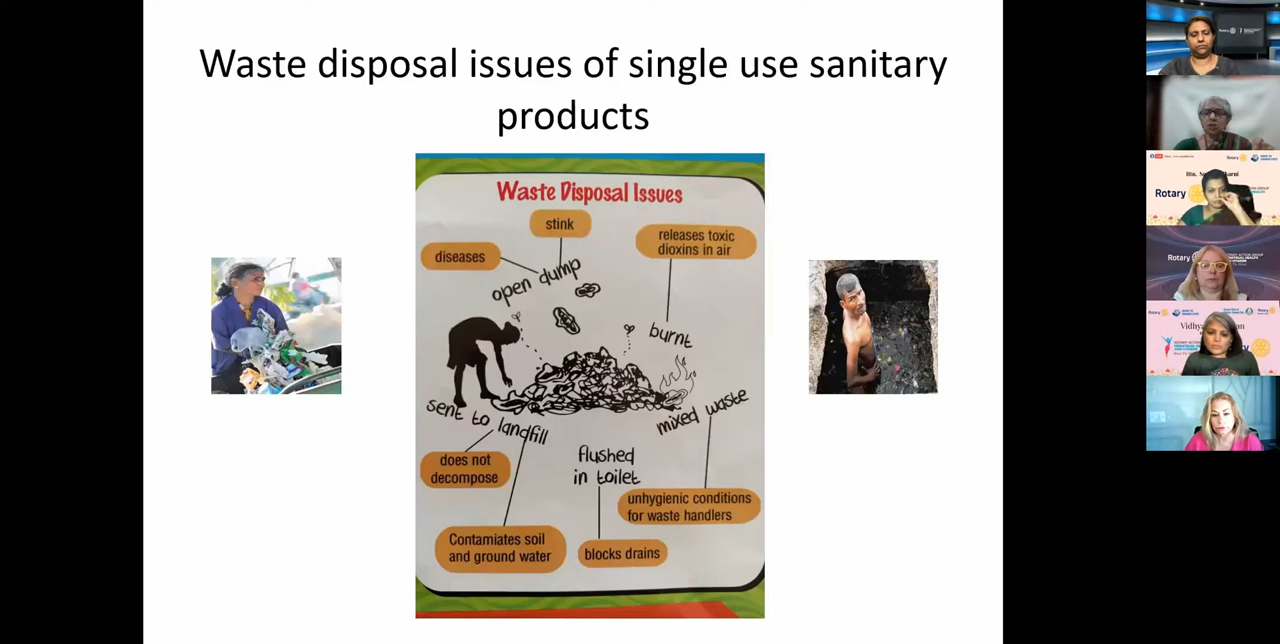 Waste disposal issues of single use sanitary
products
Waste Disposal Issues
stink
diseases
open dump
releases toxic
dioxins in air
burnt
sent to landfill
mixed waste
does not
decompose
flushed
in toilet
unhygienic conditions
for waste handlers
Contamiates soil
and ground water
blocks drains
Rotary
Rotary